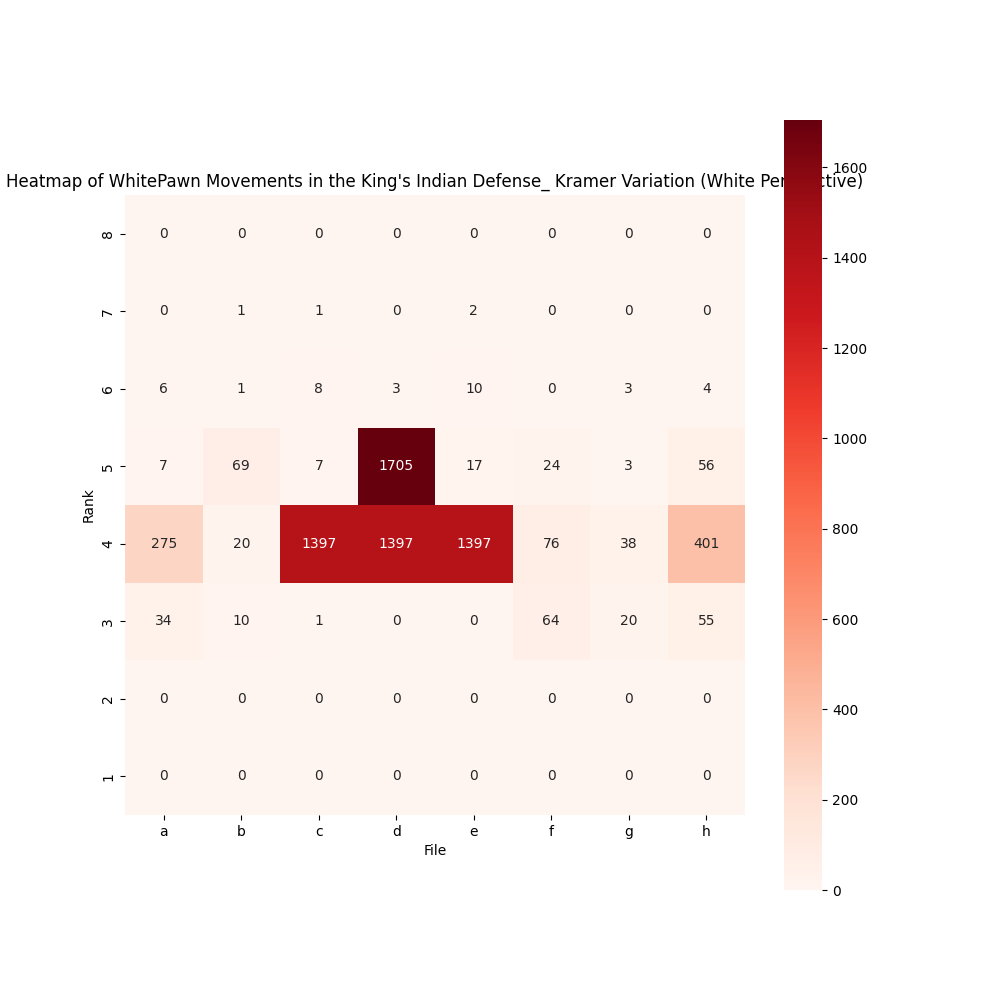 Heatmap of WhitePawn Movements in the King's Indian Defense_ Kramer Variation (White Per  ctive)
1600
1400
1200
1000
800
600
400
200
0
Rank
8 0 0 0 0 0 0 0 0
7 0 1 1 0 2 0 0 0
6 6 1 8 3 10 0 3 4
5 7 69 7 1705 17 24 3 56
4 275 20 1397 1397 1397 76 38 401
3 34 10 1 0 0 64 20 55
2 0 0 0 0 0 0 0 0
1 0 0 0 0 0 0 0 0
a b c d e f g h
File